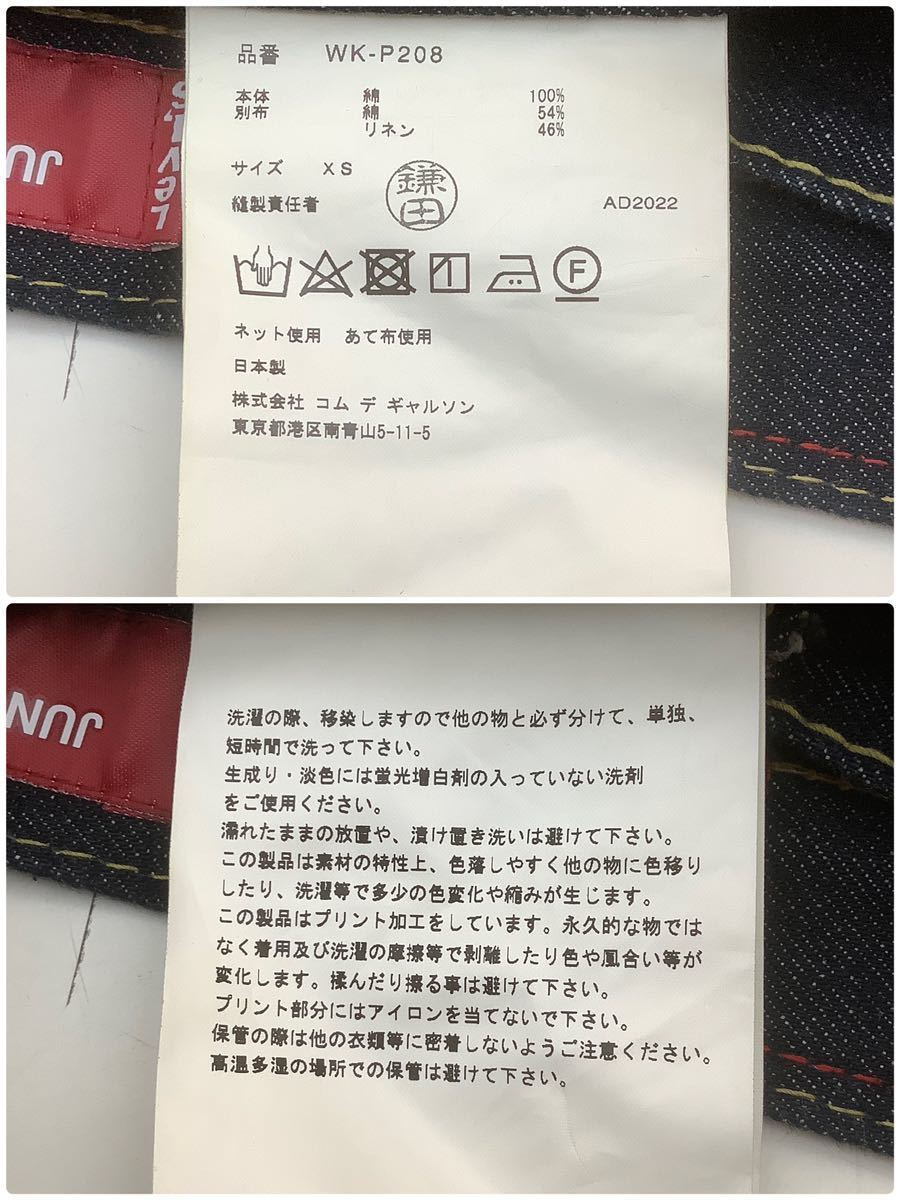 品番 WK-P208
本体 綿 100%
別布 綿 54%
リネン 46%
サイズ XS
縫製責任者 鎌田 AD2022
F
ネット使用 あて布使用
日本製
株式会社 コム デ ギャルソン
東京都港区南青山5-11-5
JU
Levi's
洗濯の際、移染しますので他の物と必ず分けて、単独、
短時間で洗って下さい。
生成り・淡色には蛍光増白剤の入っていない洗剤
をご使用ください。
濡れたままの放置や、漬け置き洗いは避けて下さい。
この製品は素材の特性上、色落しやすく他の物に色移り
したり、洗濯等で多少の色変化や縮みが生じます。
この製品はプリント加工をしています。永久的な物では
なく着用及び洗濯の摩擦等で剥離したり色や風合い等が
変化します。揉んだり擦る事は避けて下さい。
プリント部分にはアイロンを当てないで下さい。
保管の際は他の衣類等に密着しないようご注意ください。
高温多湿の場所での保管は避けて下さい。
JUN